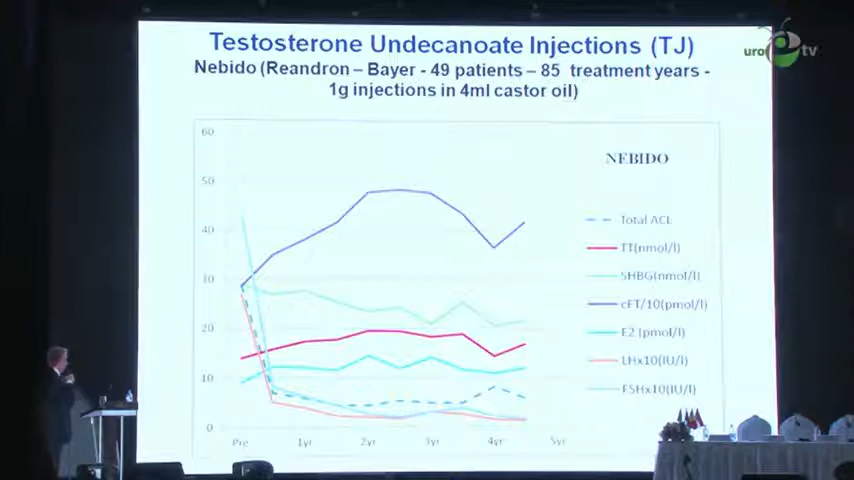 Testosterone Undecanoate Injections (TJ)
Nebido (Reandron – Bayer - 49 patients – 85 treatment years -
1g injections in 4ml castor oil)
uro tv
60
50
40
30
20
10
0
Pre
1yr
2yr
3yr
4yr
5yr
NEBIDO
Total ACL
TT(nmol/l)
SHBG(nmol/l)
cFT/10(pmol/l)
E2 (pmol/l)
LHx10(IU/l)
FSHx10(IU/l)